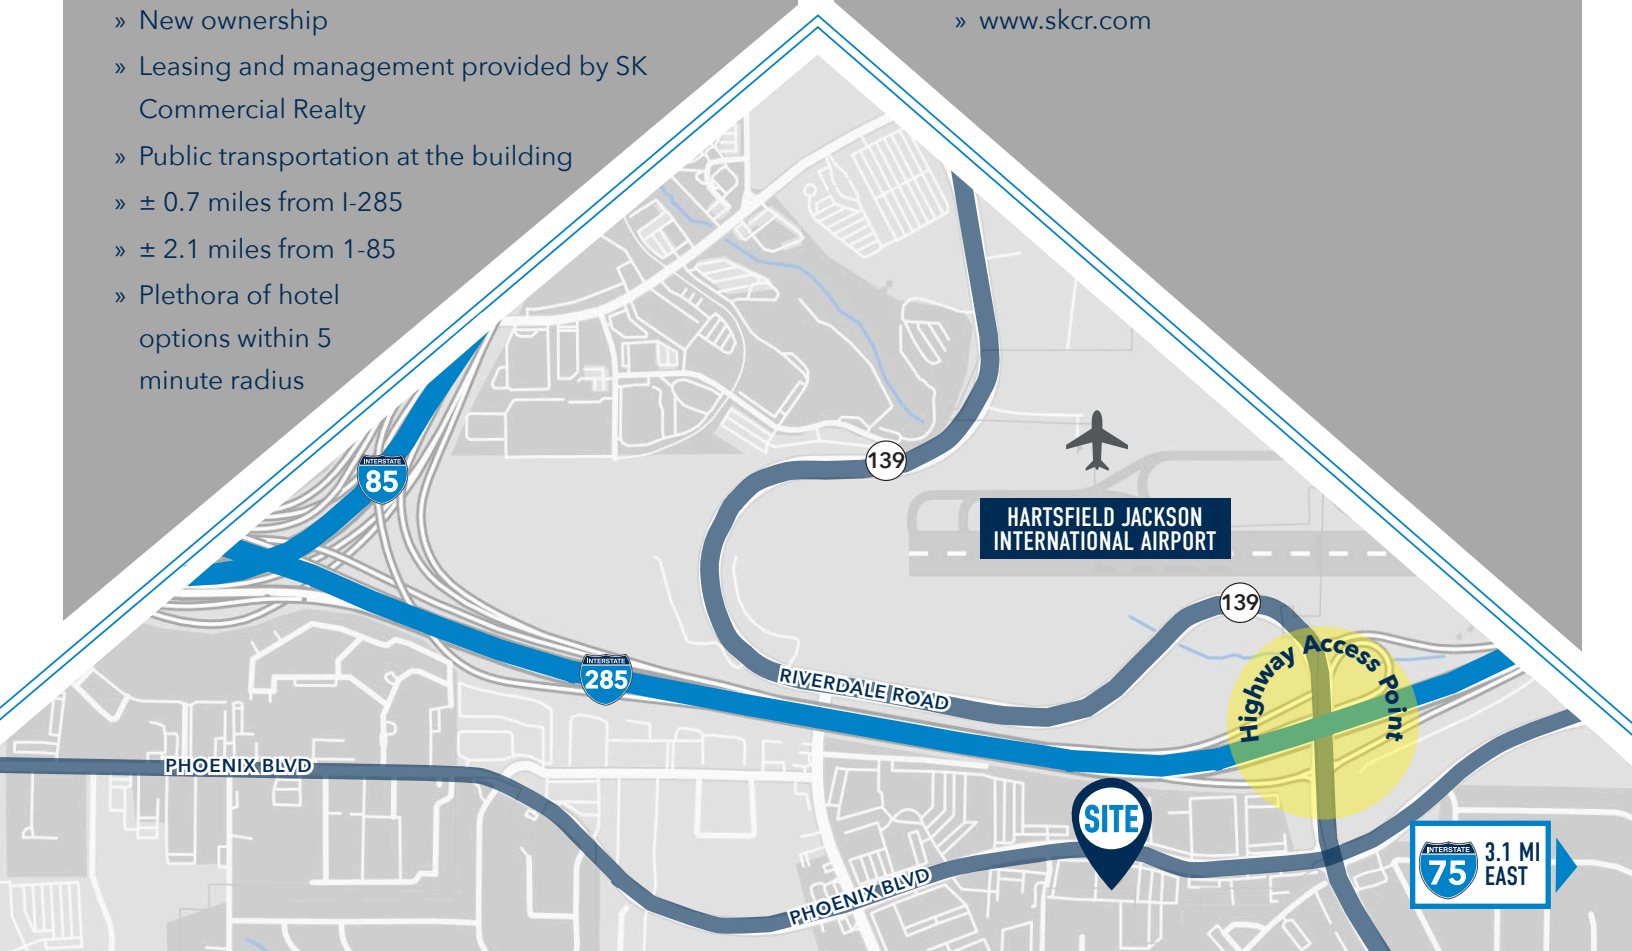 » New ownership
» Leasing and management provided by SK
Commercial Realty
» Public transportation at the building
» ± 0.7 miles from I-285
» ± 2.1 miles from 1-85
» Plethora of hotel
options within 5
minute radius
» www.skcr.com
139
INTERSTATE
85
HARTSFIELD JACKSON
INTERNATIONAL AIRPORT
139
Highway Access Point
INTERSTATE
285
RIVERDALE ROAD
PHOENIX BLVD
SITE
PHOENIX BLVD
INTERSTATE
75
3.1 MI
EAST